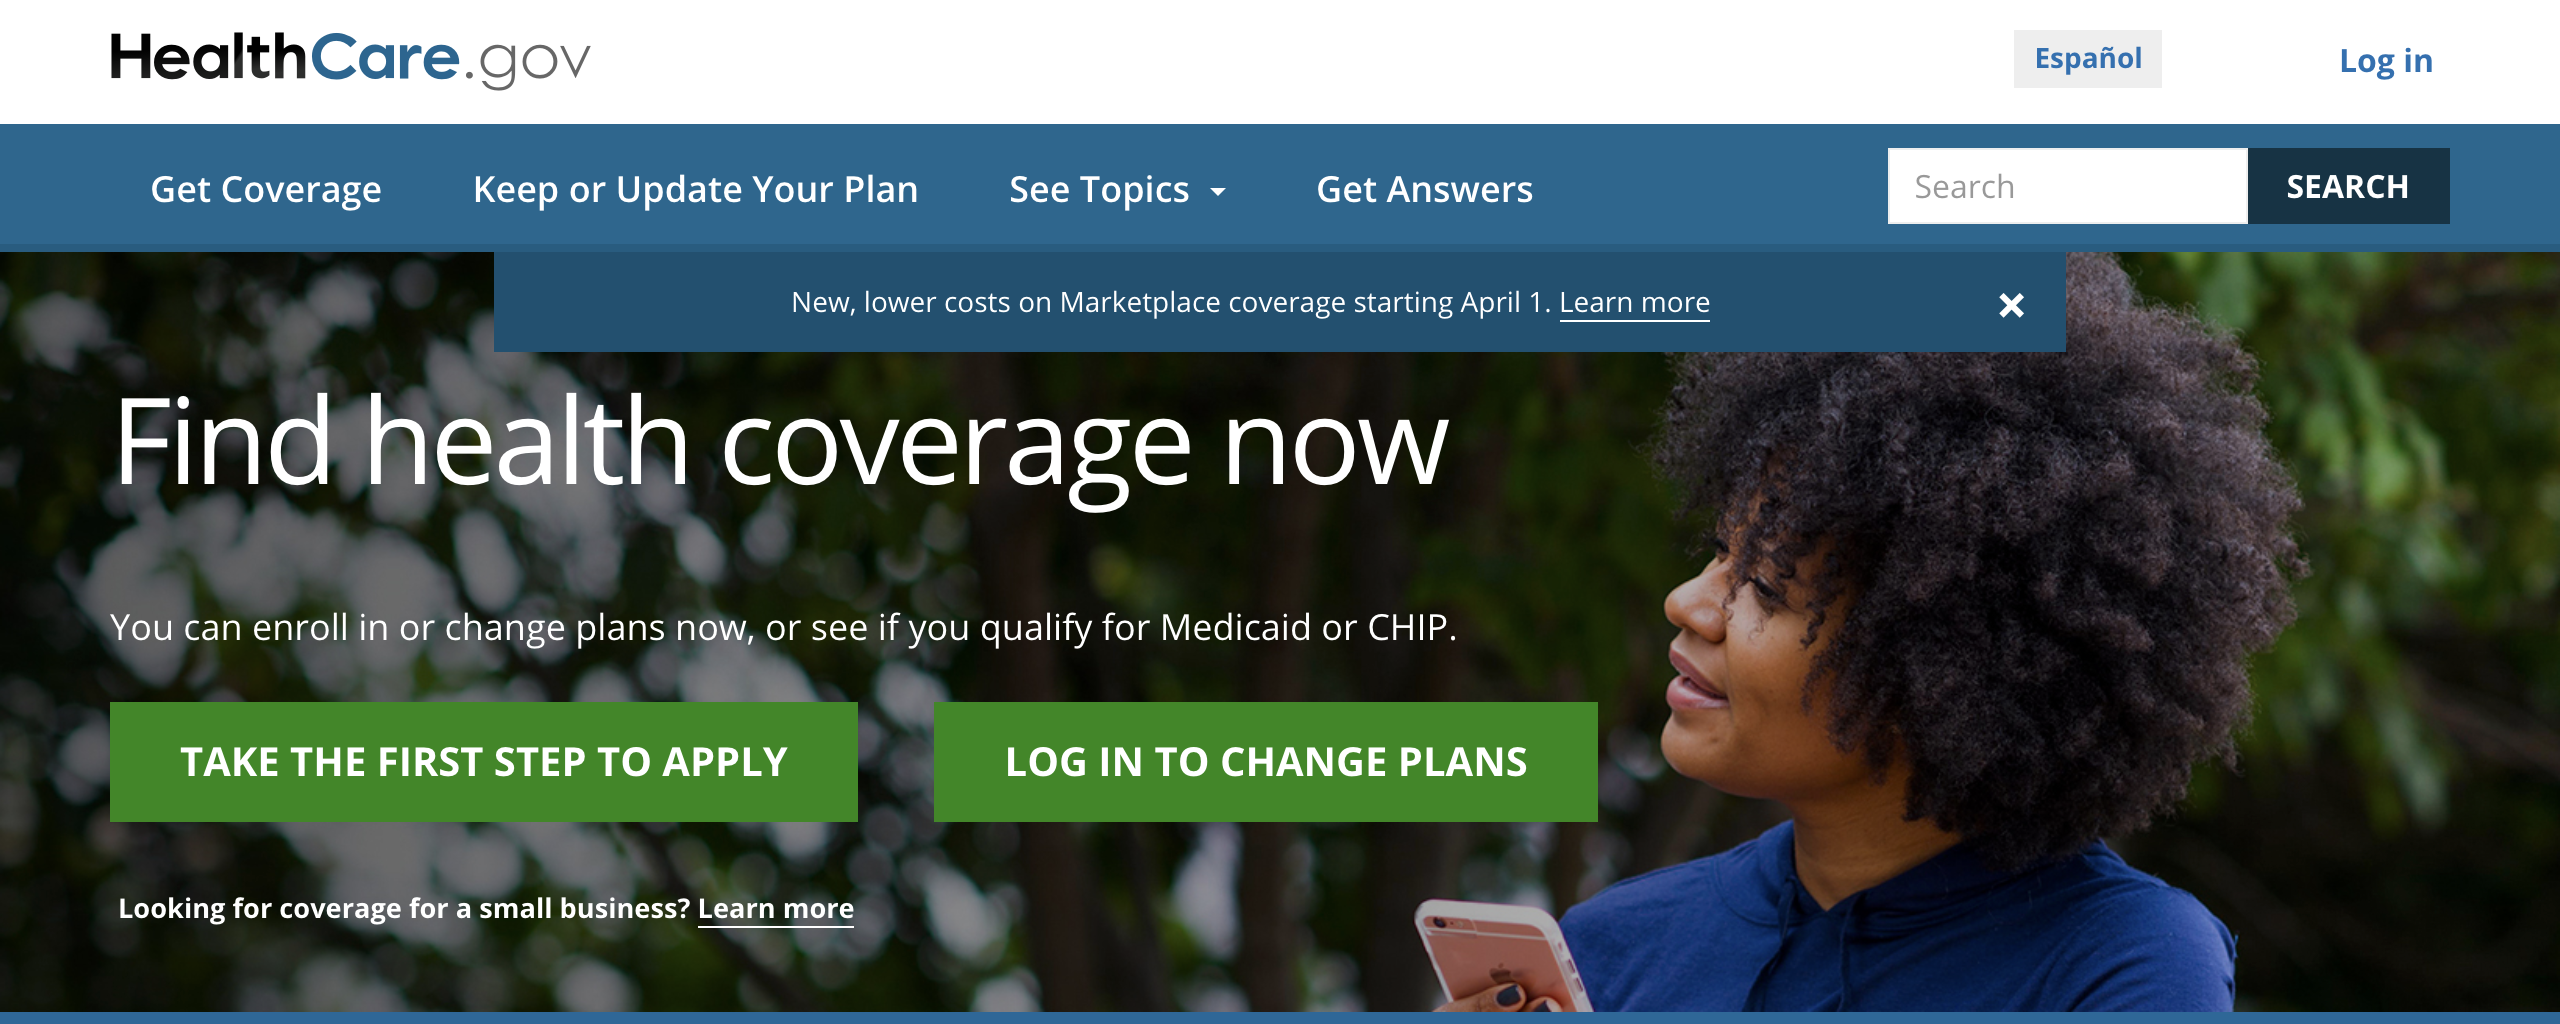 HealthCare.gov
Español
Log in
Get Coverage
Keep or Update Your Plan
See Topics
Get Answers
Search
SEARCH
New, lower costs on Marketplace coverage starting April 1. Learn more
Find health coverage now
You can enroll in or change plans now, or see if you qualify for Medicaid or CHIP.
TAKE THE FIRST STEP TO APPLY
LOG IN TO CHANGE PLANS
Looking for coverage for a small business? Learn more